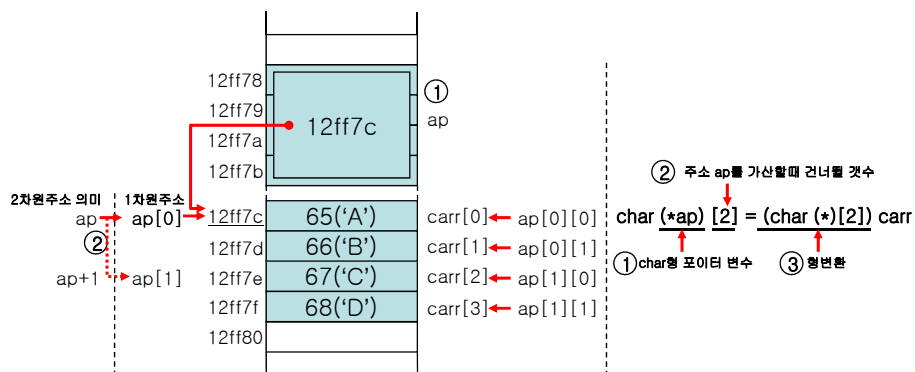 12ff78
①
12ff79
ap
12ff7c
12ff7a
12ff7b
② 주소 ap를 가산할때 건너뛸 갯수
2차원주소 의미 1차원주소
ap ap[0] 12ff7c 65('A') carr[0] ap[0][0]
char (*ap) [2] = (char (*)[2]) carr
② 12ff7d 66('B') carr[1] ap[0][1]
①char형 포이터 변수 ③ 형변환
ap+1 ap[1] 12ff7e 67('C') carr[2] ap[1][0]
12ff7f 68('D') carr[3] ap[1][1]
12ff80